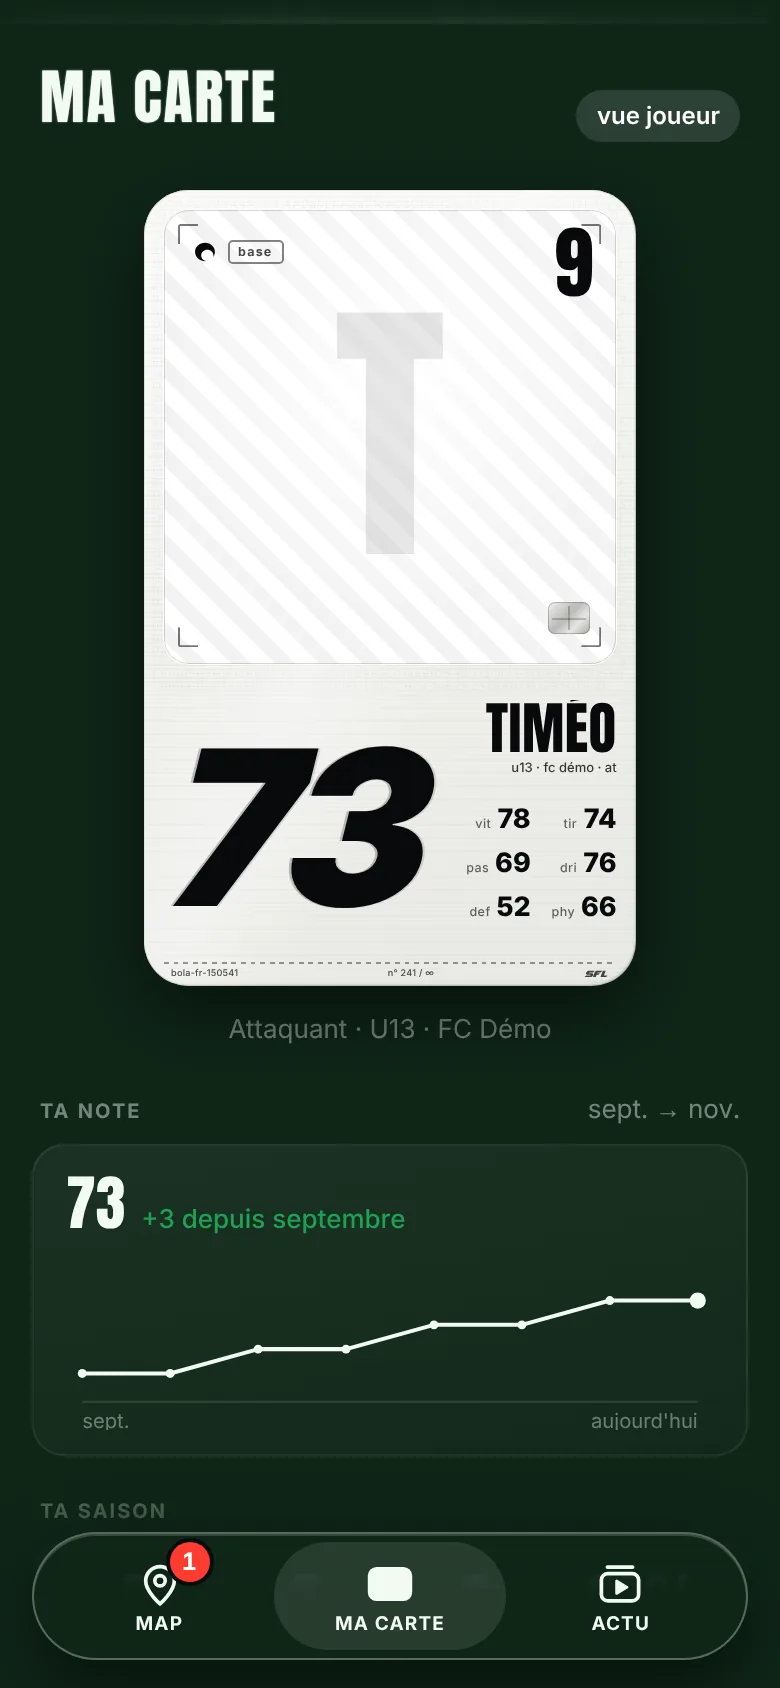 MA CARTE
vue joueur
base
9
T
TIMÉO
u13 · fc démo · at
73
vit 78 tir 74
pas 69 dri 76
def 52 phy 66
bola-fr-150541 n° 241 / ∞ SFL
Attaquant · U13 · FC Démo
TA NOTE sept. → nov.
73 +3 depuis septembre
sept. aujourd'hui
TA SAISON
1
MAP MA CARTE ACTU